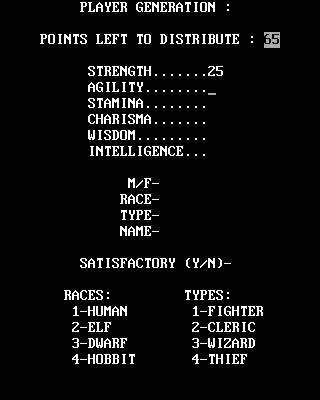 PLAYER GENERATION :
POINTS LEFT TO DISTRIBUTE : 65
STRENGTH.......25
AGILITY........_
STAMINA........
CHARISMA.......
WISDOM.........
INTELLIGENCE...
M/F-
RACE-
TYPE-
NAME-
SATISFACTORY (Y/N)-
RACES: TYPES:
1-HUMAN 1-FIGHTER
2-ELF 2-CLERIC
3-DWARF 3-WIZARD
4-HOBBIT 4-THIEF